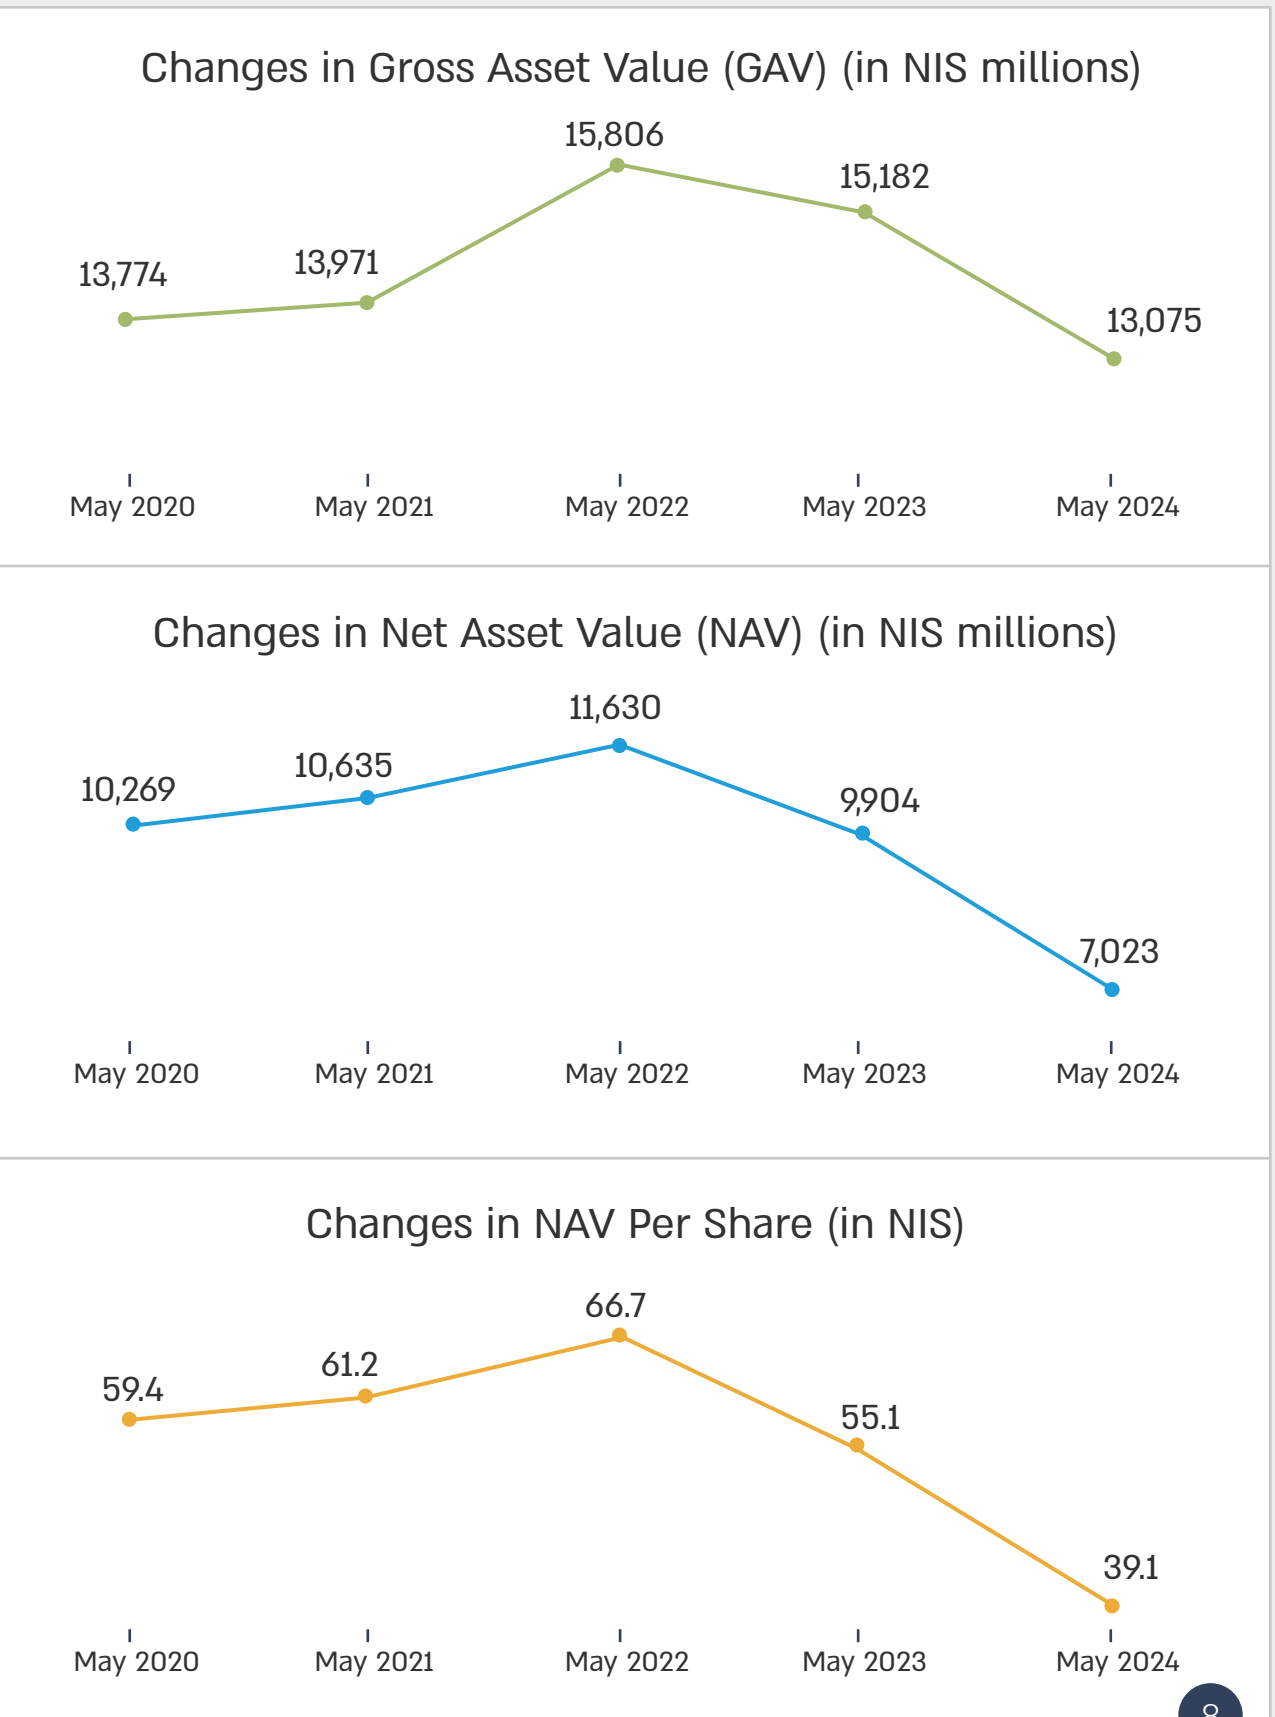 Changes in Gross Asset Value (GAV) (in NIS millions)
15,806
15,182
13,971
13,774
13,075
May 2020 May 2021 May 2022 May 2023 May 2024
Changes in Net Asset Value (NAV) (in NIS millions)
11,630
10,635
10,269
9,904
7,023
May 2020 May 2021 May 2022 May 2023 May 2024
Changes in NAV Per Share (in NIS)
66.7
61.2
59.4
55.1
39.1
May 2020 May 2021 May 2022 May 2023 May 2024
8